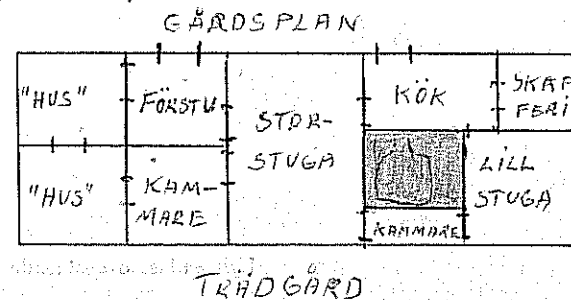 GÅRDSPLAN
"HUS"
FÖRSTU
STOR-
STUGA
KÖK
SKAF
FERI
"HUS"
KAM-
MARE
LILL
STUGA
KAMMARE
TRÄDGÅRD